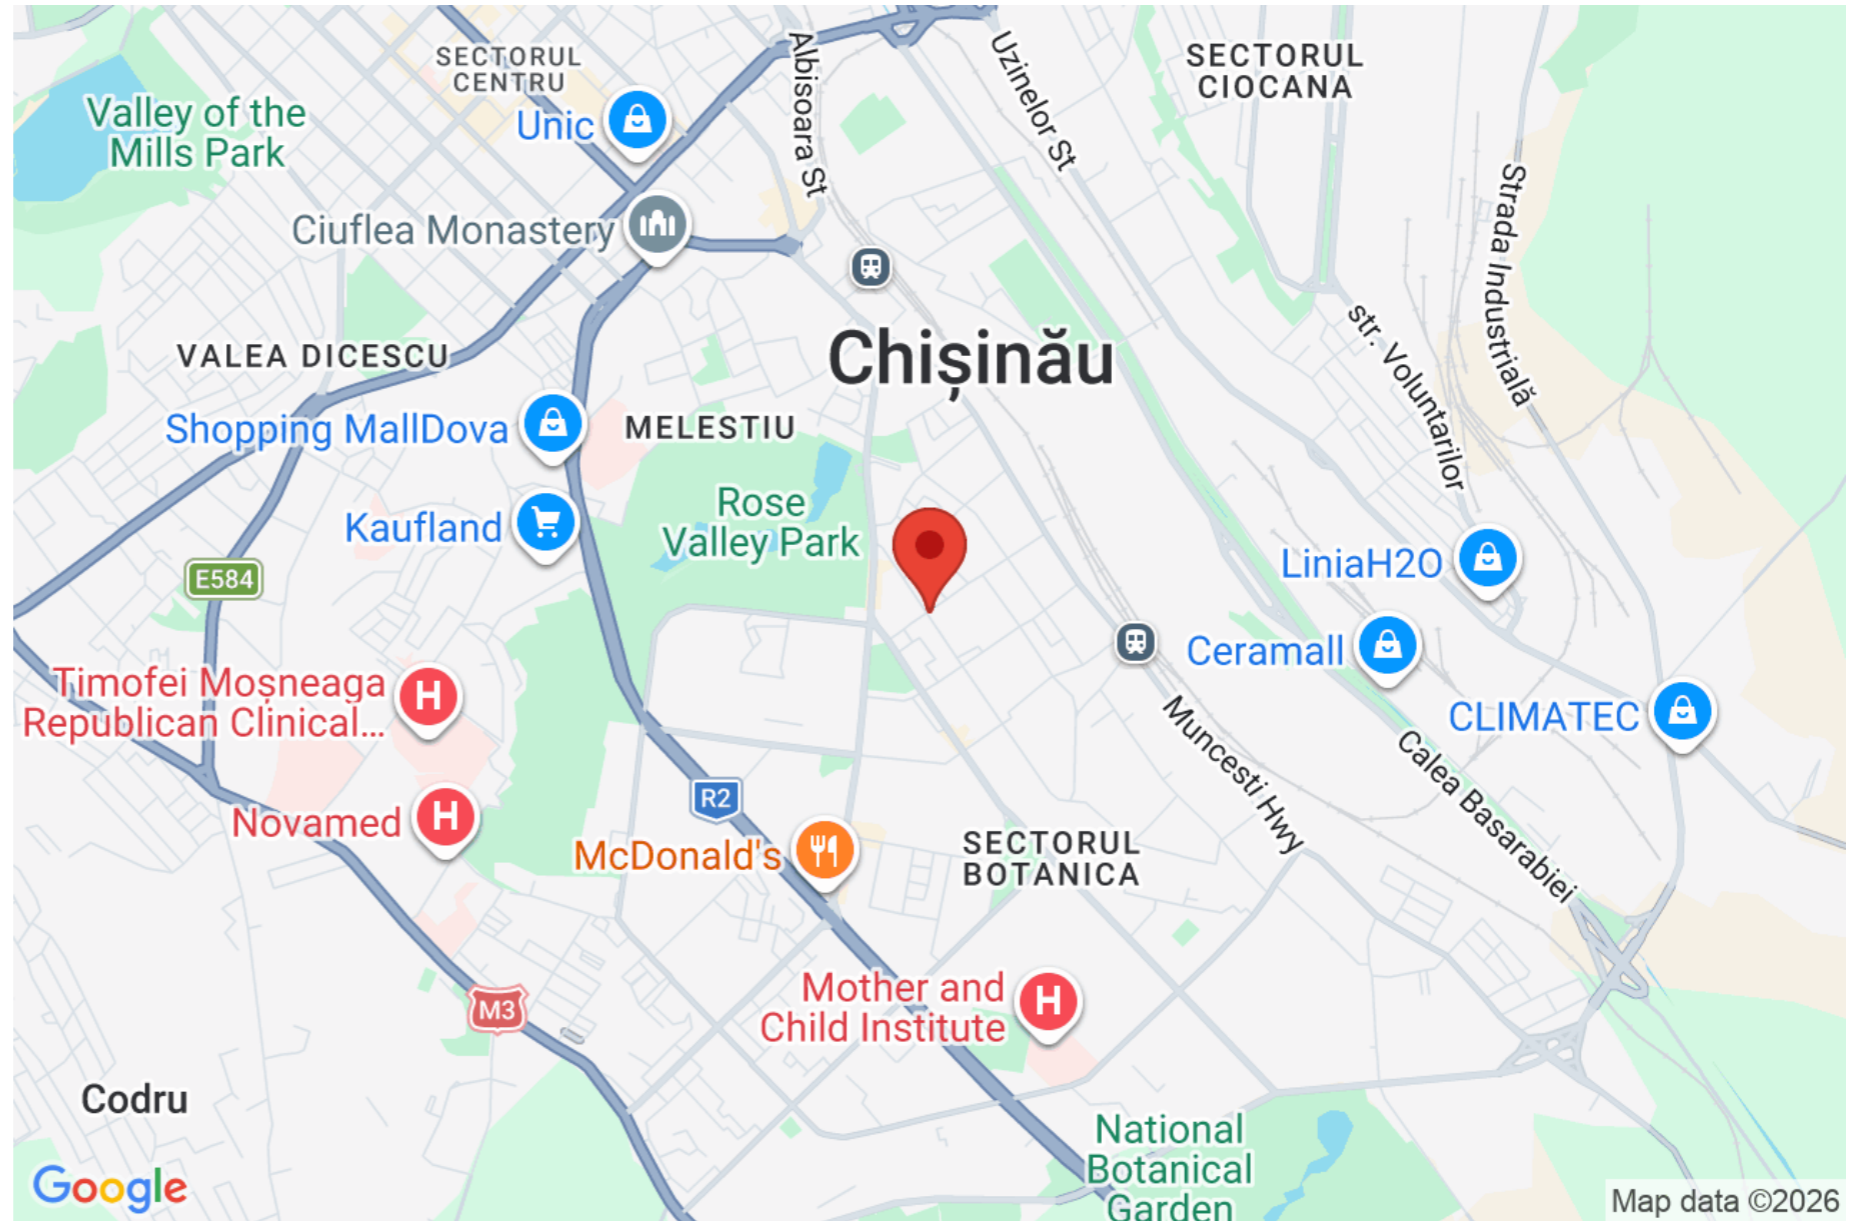 SECTORUL
CENTRU
Albisoara St
Uzinelor St
SECTORUL
CIOCANA
Valley of the
Mills Park
Unic
Ciuflea Monastery
Strada Industrială
VALEA DICESCU
Chișinău
str. Voluntarilor
Shopping MallDova
MELESTIU
Rose
Valley Park
Kaufland
LiniaH2O
E584
Ceramall
Timofei Moșneaga
Republican Clinical...
CLIMATEC
Muncesti Hwy
Calea Basarabiei
R2
Novamed
McDonald's
SECTORUL
BOTANICA
Mother and
Child Institute
M3
Codru
National
Botanical
Garden
Google
Map data ©2026